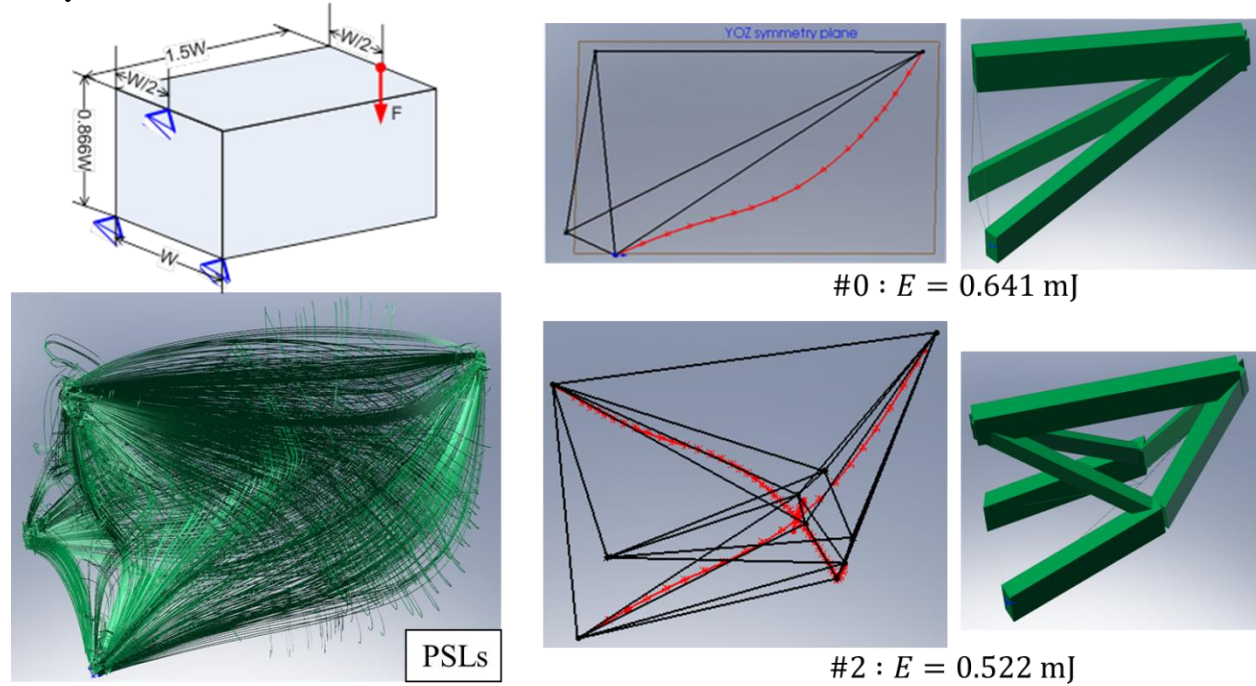 1.5W
W/2
W/2
0.866W
F
W
YOZ symmetry plane
#0 : E = 0.641 mJ
PSLs
#2 : E = 0.522 mJ